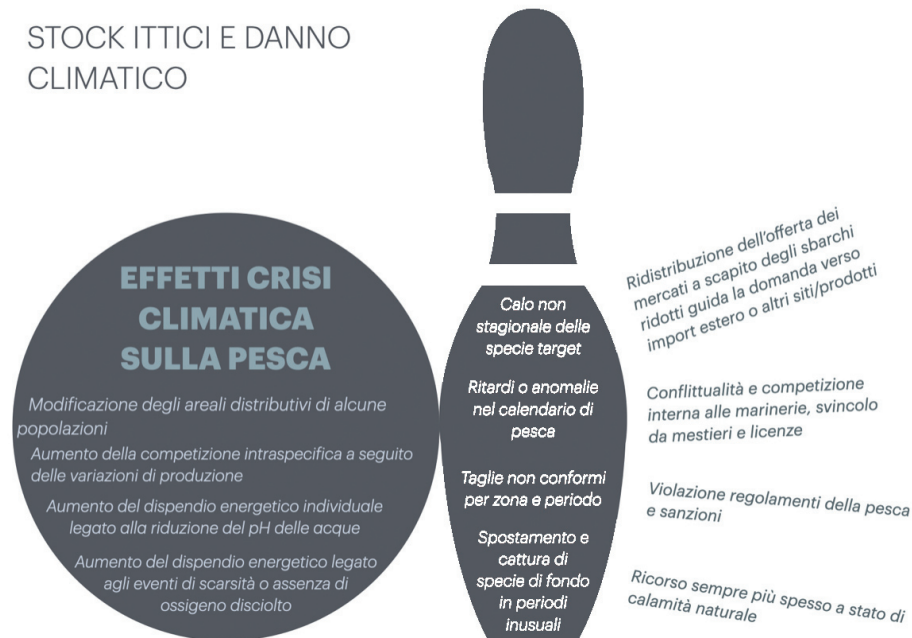 STOCK ITTICI E DANNO
CLIMATICO
EFFETTI CRISI
CLIMATICA
SULLA PESCA
Modificazione degli areali distributivi di alcune
popolazioni
Aumento della competizione intraspecifica a seguito
delle variazioni di produzione
Aumento del dispendio energetico individuale
legato alla riduzione del pH delle acque
Aumento del dispendio energetico legato
agli eventi di scarsità o assenza di
ossigeno disciolto
Calo non
stagionale delle
specie target
Ritardi o anomalie
nel calendario di
pesca
Taglie non conformi
per zona e periodo
Spostamento e
cattura di
specie di fondo
in periodi
inusuali
Ridistribuzione dell'offerta dei
mercati a scapito degli sbarchi
ridotti guida la domanda verso
import estero o altri siti/prodotti
Conflittualità e competizione
interna alle marinerie, svincolo
da mestieri e licenze
Violazione regolamenti della pesca
e sanzioni
Ricorso sempre più spesso a stato di
calamità naturale